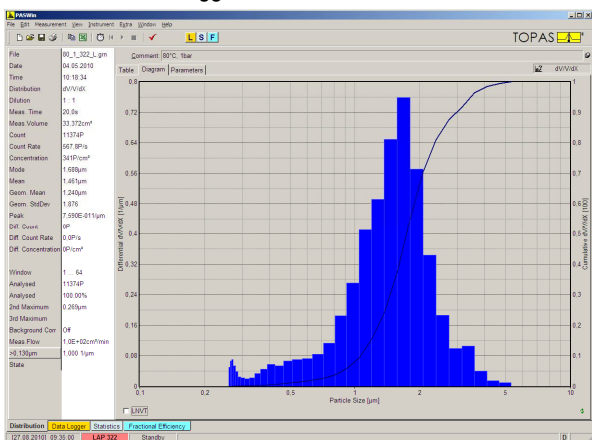 PASWin
File Edit Measurement View Instrument Extra Window Help
L S F
TOPAS
File 80_1_322_L.grn
Date 04.05.2010
Time 10:18:34
Distribution dV/V/dX
Dilution 1 : 1
Meas. Time 20.0s
Meas.Volume 33,372cm³
Count 11374P
Count Rate 567.8P/s
Concentration 341P/cm³
Mode 1,688µm
Mean 1,461µm
Geom. Mean 1,240µm
Geom. StdDev 1,876
Peak 7,590E-011/µm
Diff. Count 0P
Diff. Count Rate 0.0P/s
Diff. Concentration 0P/cm³
Window 1 ... 64
Analysed 11374P
Analysed 100.00%
2nd Maximum 0,269µm
3rd Maximum
Background Corr Off
Meas Flow 1.0E+02cm³/min
>0,130µm 1.000 1/µm
State
Comment 80°C, 1bar
Table Diagram Parameters
dV/V/dX
Differential dV/V/dX [1/µm]
0,8
0,72
0,64
0,56
0,48
0,4
0,32
0,24
0,16
0,08
0
Cumulative dV/V/dX [100]
1
0,9
0,8
0,7
0,6
0,5
0,4
0,3
0,2
0,1
0
0,1 0,2 0,5 1 2 5 10
Particle Size [µm]
LNVT
Distribution Data Logger Statistics Fractional Efficiency
[27.08.2010] 09:35:00 LAP 322 Standby D